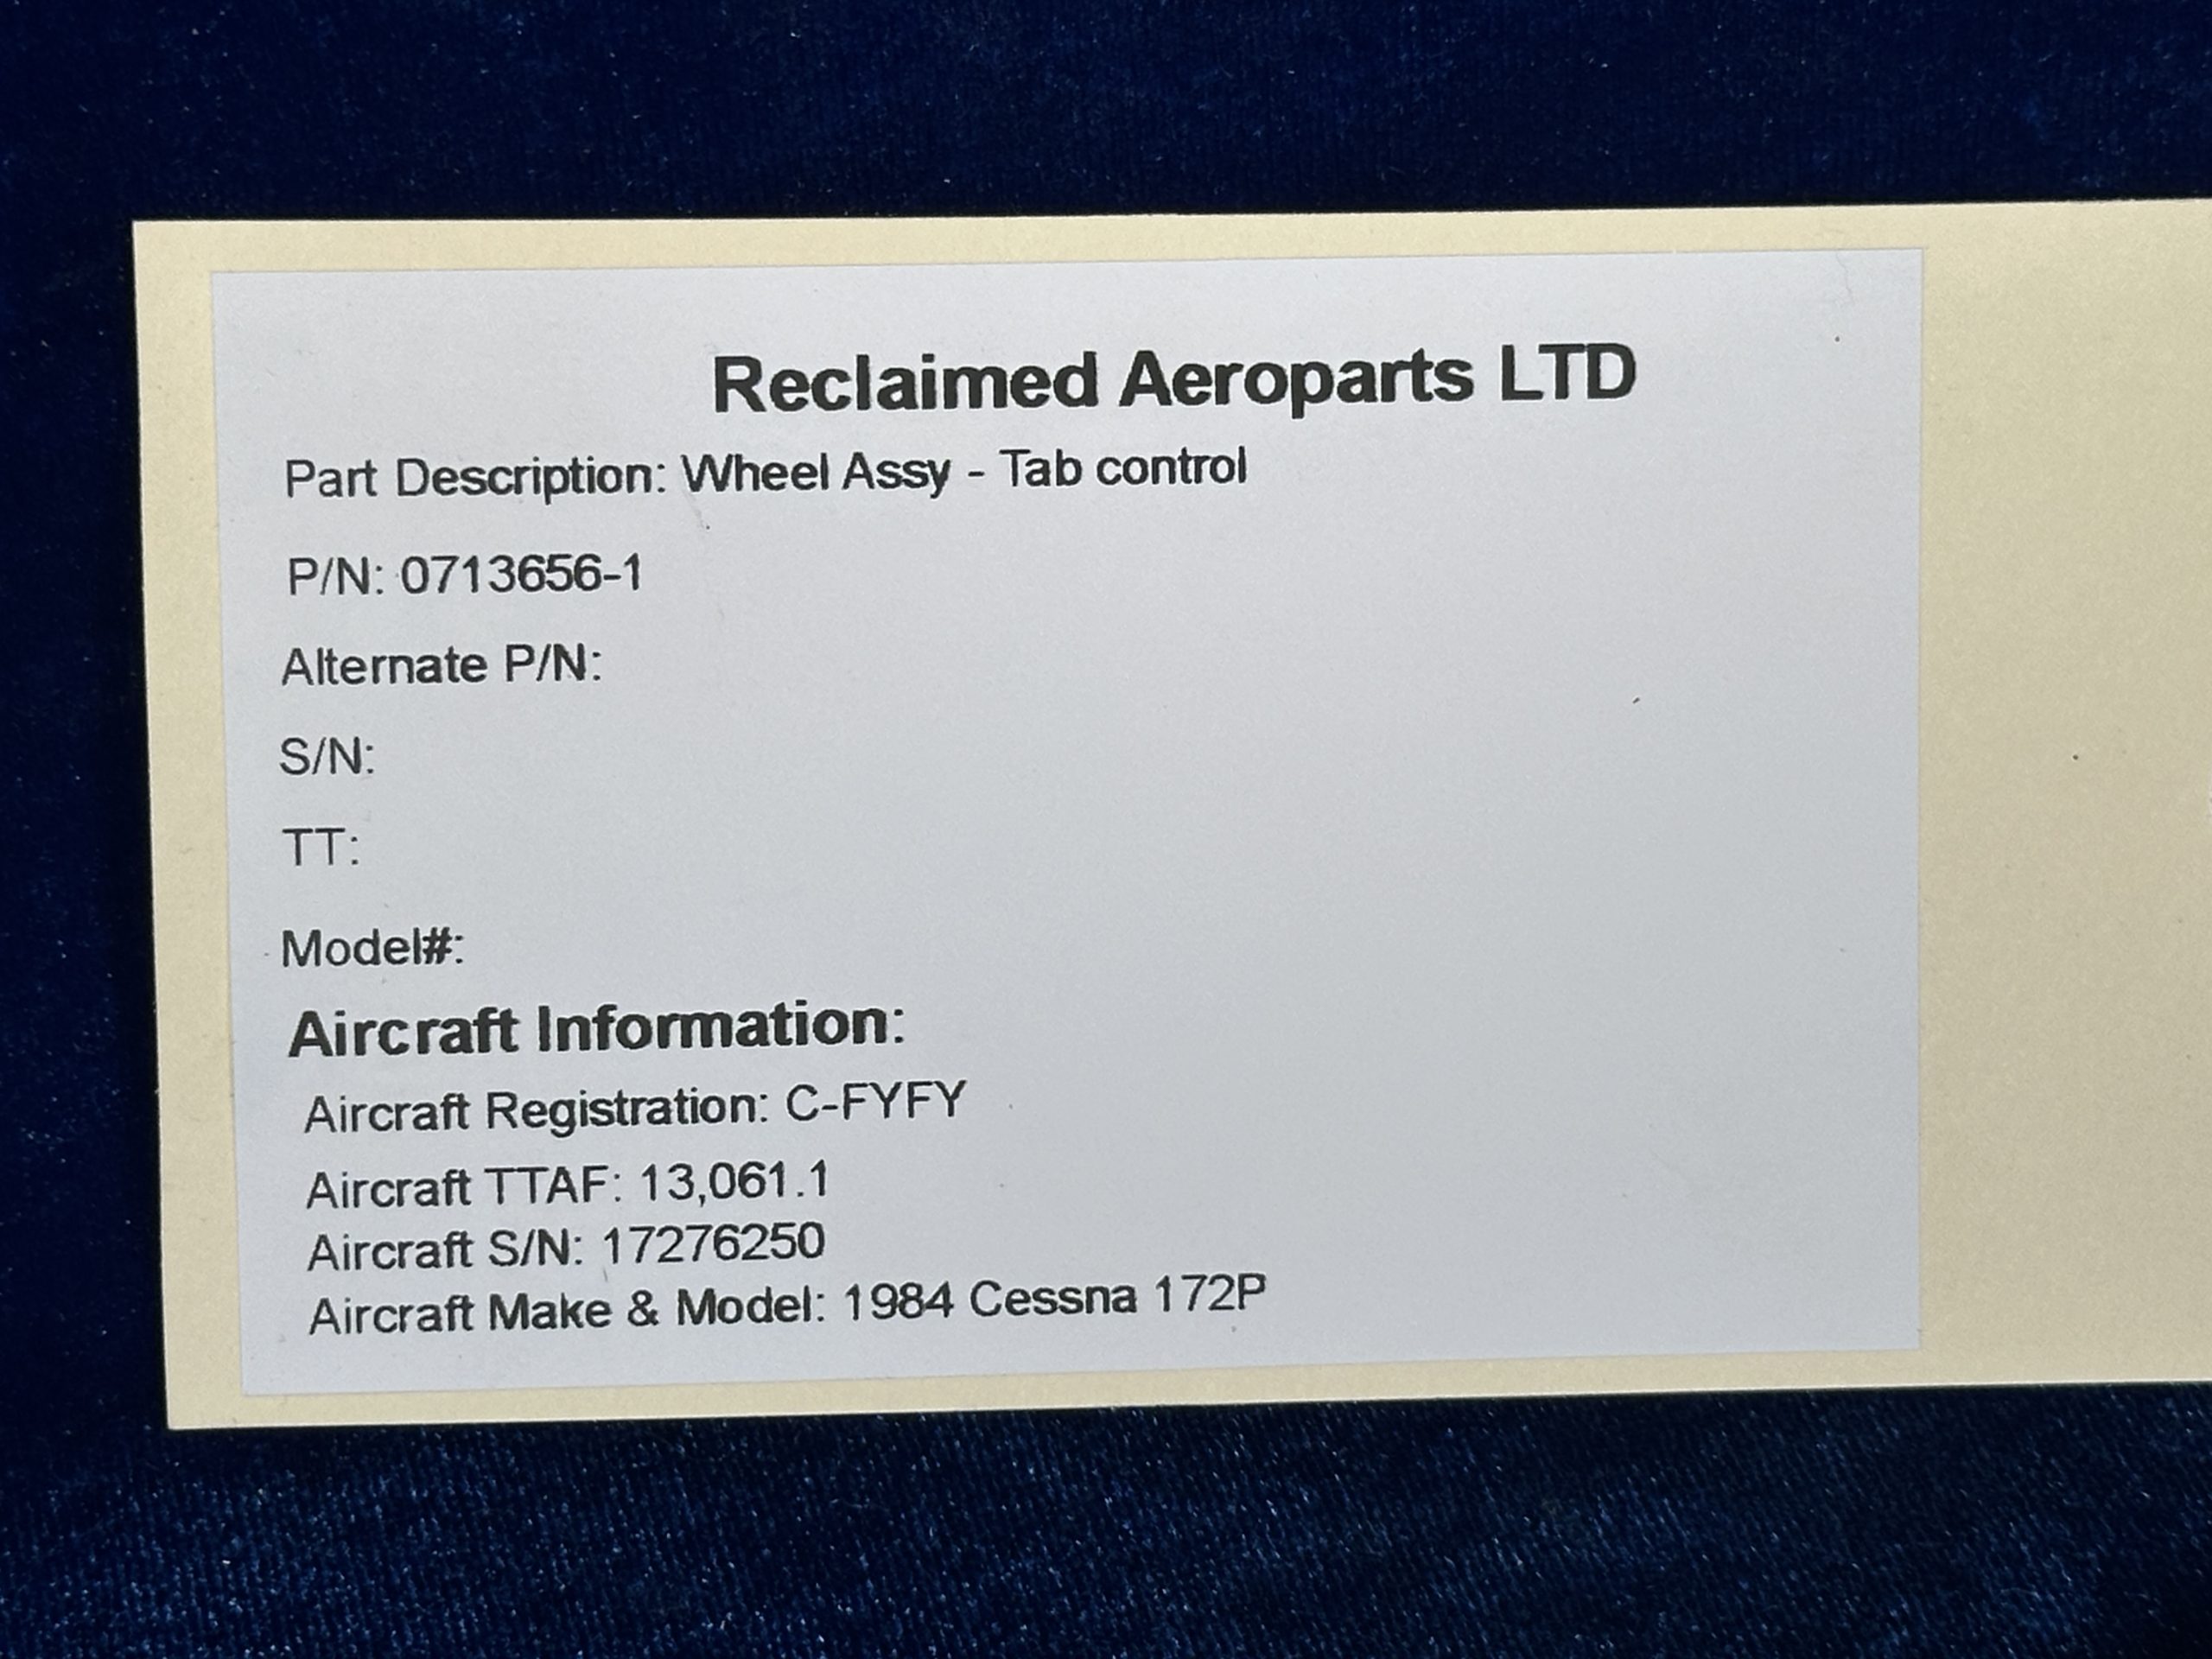 Reclaimed Aeroparts LTD
Part Description: Wheel Assy - Tab control
P/N: 0713656-1
Alternate P/N:
S/N:
TT:
Model#:
Aircraft Information:
Aircraft Registration: C-FYFY
Aircraft TTAF: 13,061.1
Aircraft S/N: 17276250
Aircraft Make & Model: 1984 Cessna 172P